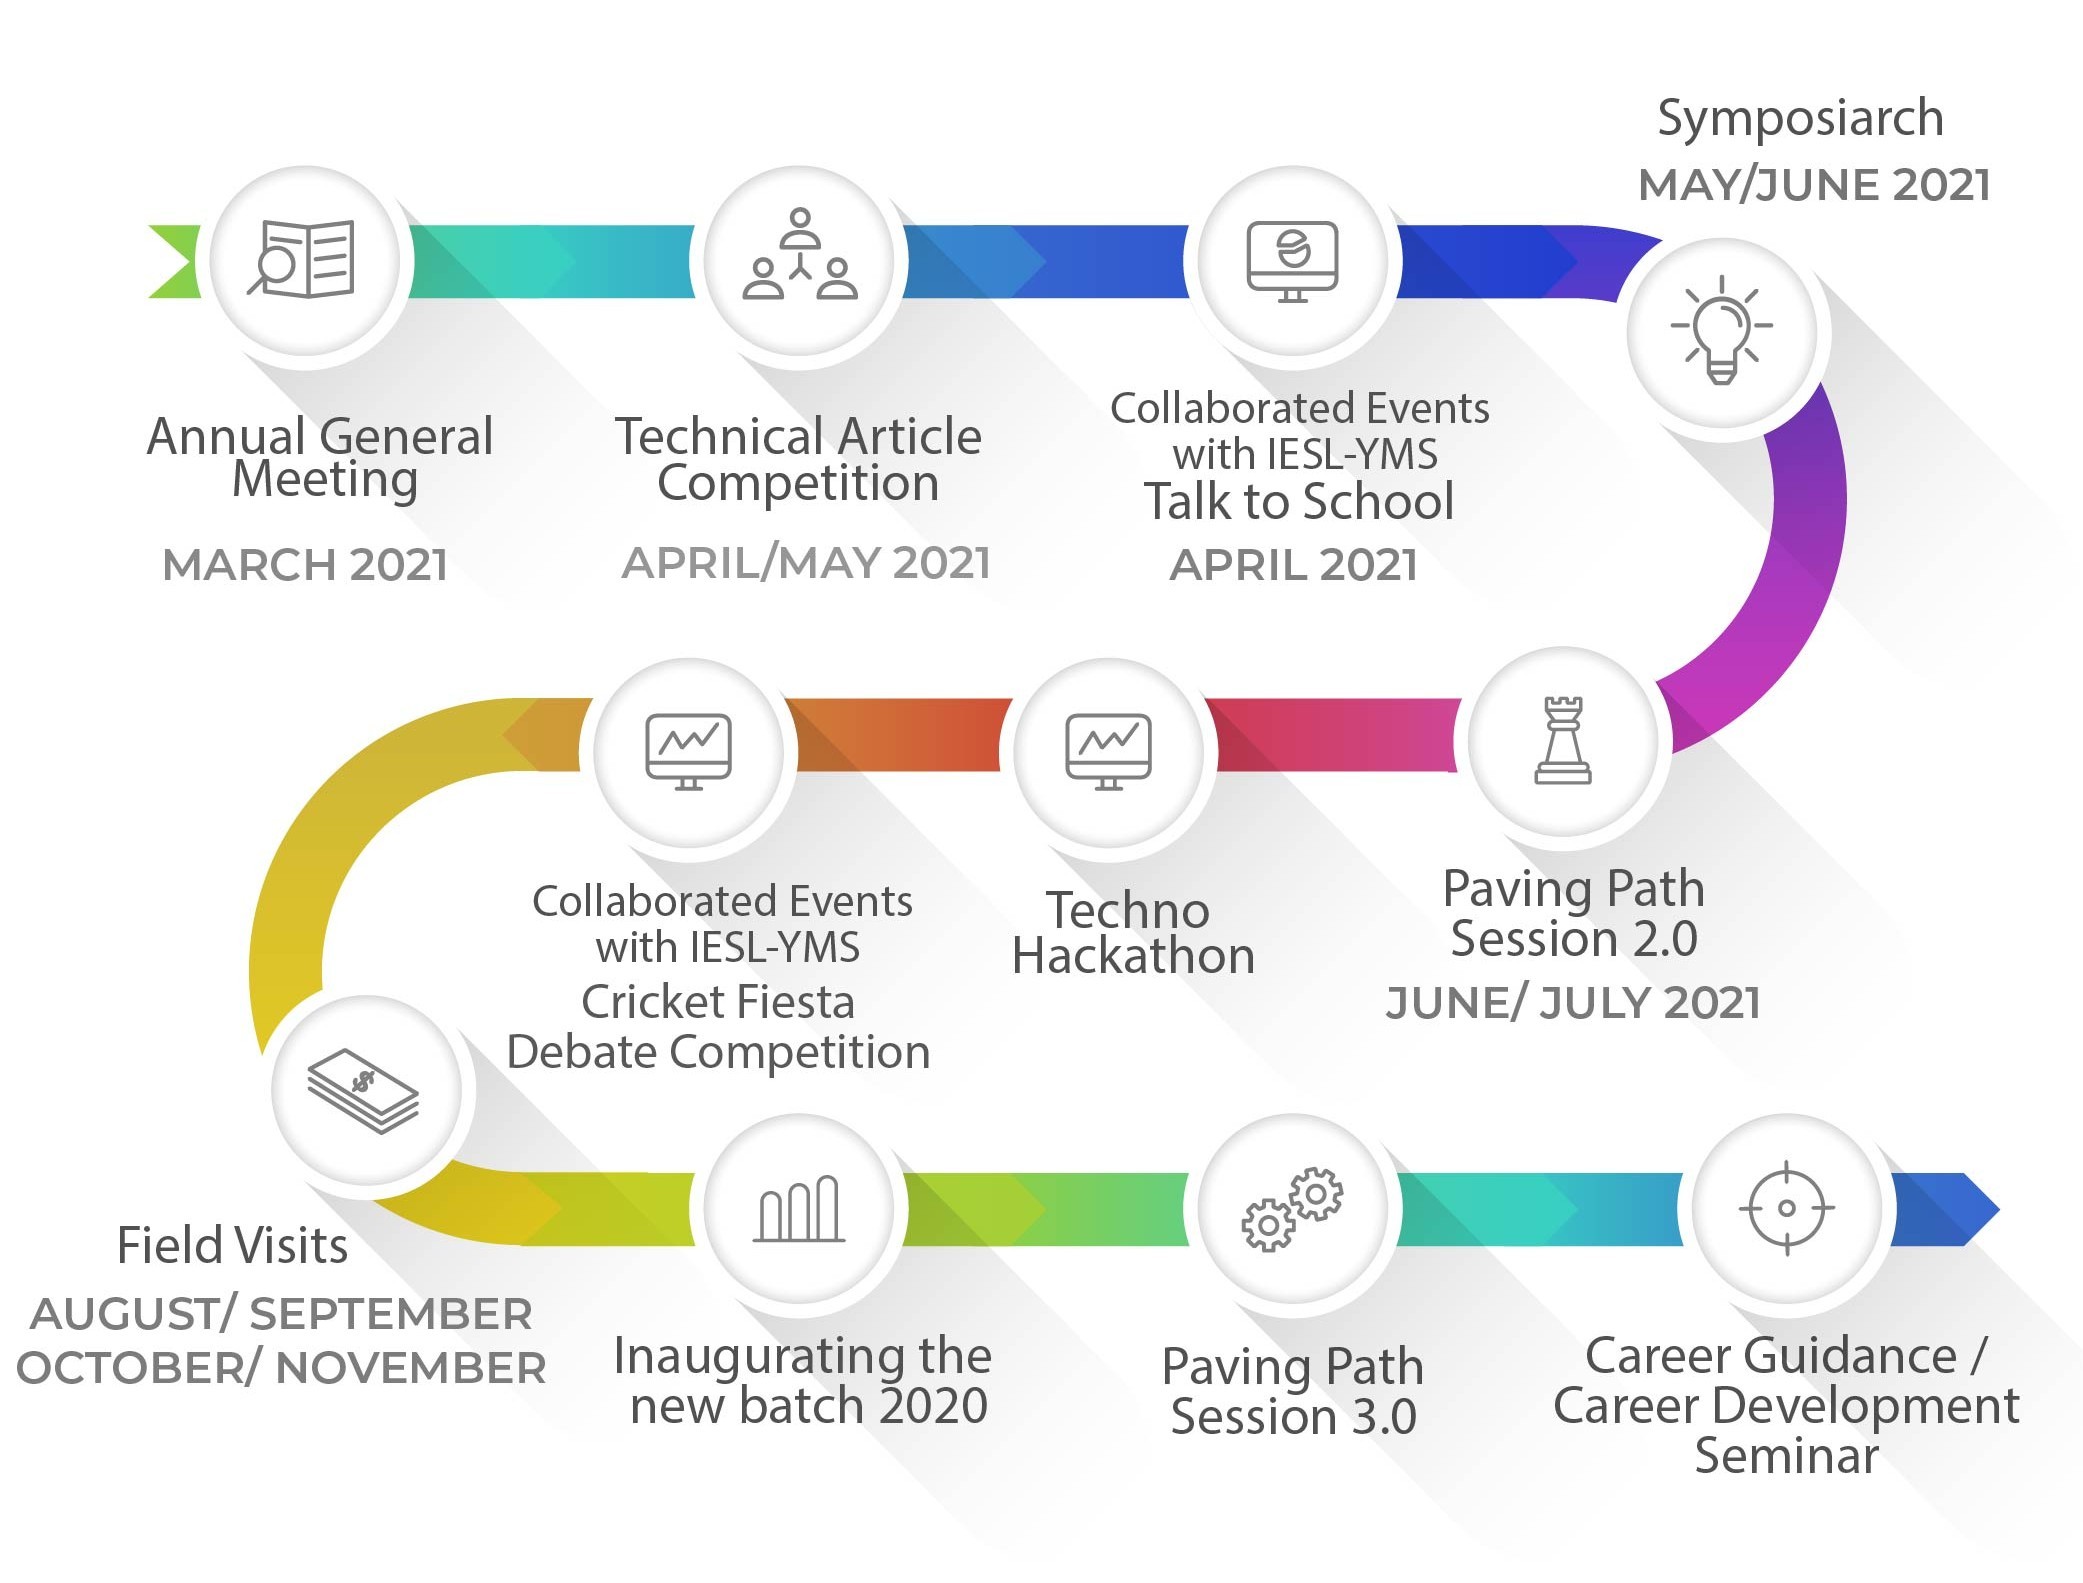 Symposiarch
MAY/JUNE 2021
Annual General
Meeting
MARCH 2021
Technical Article
Competition
APRIL/MAY 2021
Collaborated Events
with IESL-YMS
Talk to School
APRIL 2021
Paving Path
Session 2.0
JUNE/ JULY 2021
Techno
Hackathon
Collaborated Events
with IESL-YMS
Cricket Fiesta
Debate Competition
$
Field Visits
AUGUST/ SEPTEMBER
OCTOBER/ NOVEMBER
Inaugurating the
new batch 2020
Paving Path
Session 3.0
Career Guidance /
Career Development
Seminar